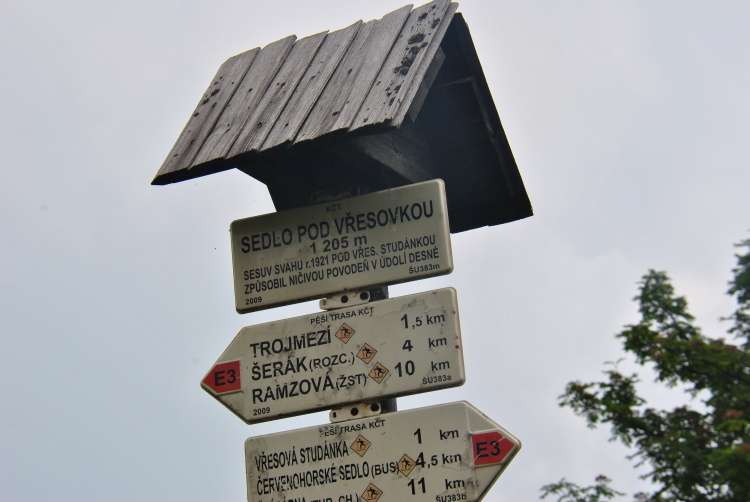 KČT
SEDLO POD VŘESOVKOU
1 205 m
SESUV SVAHU r.1921 POD VŘES. STUDÁNKOU
ZPŮSOBIL NIČIVOU POVODEŇ V ÚDOLÍ DESNÉ
2009 ŠU383m
PĚŠÍ TRASA KČT
TROJMEZÍ 1,5 km
E3 ŠERÁK (ROZC.) 4 km
RAMZOVÁ (ŽST) 10 km
2009 ŠU383a
PĚŠÍ TRASA KČT
VŘESOVÁ STUDÁNKA 1 km
ČERVENOHORSKÉ SEDLO (BUS) 4,5 km E3
(TUR. CH.) 11 km
ŠU383b